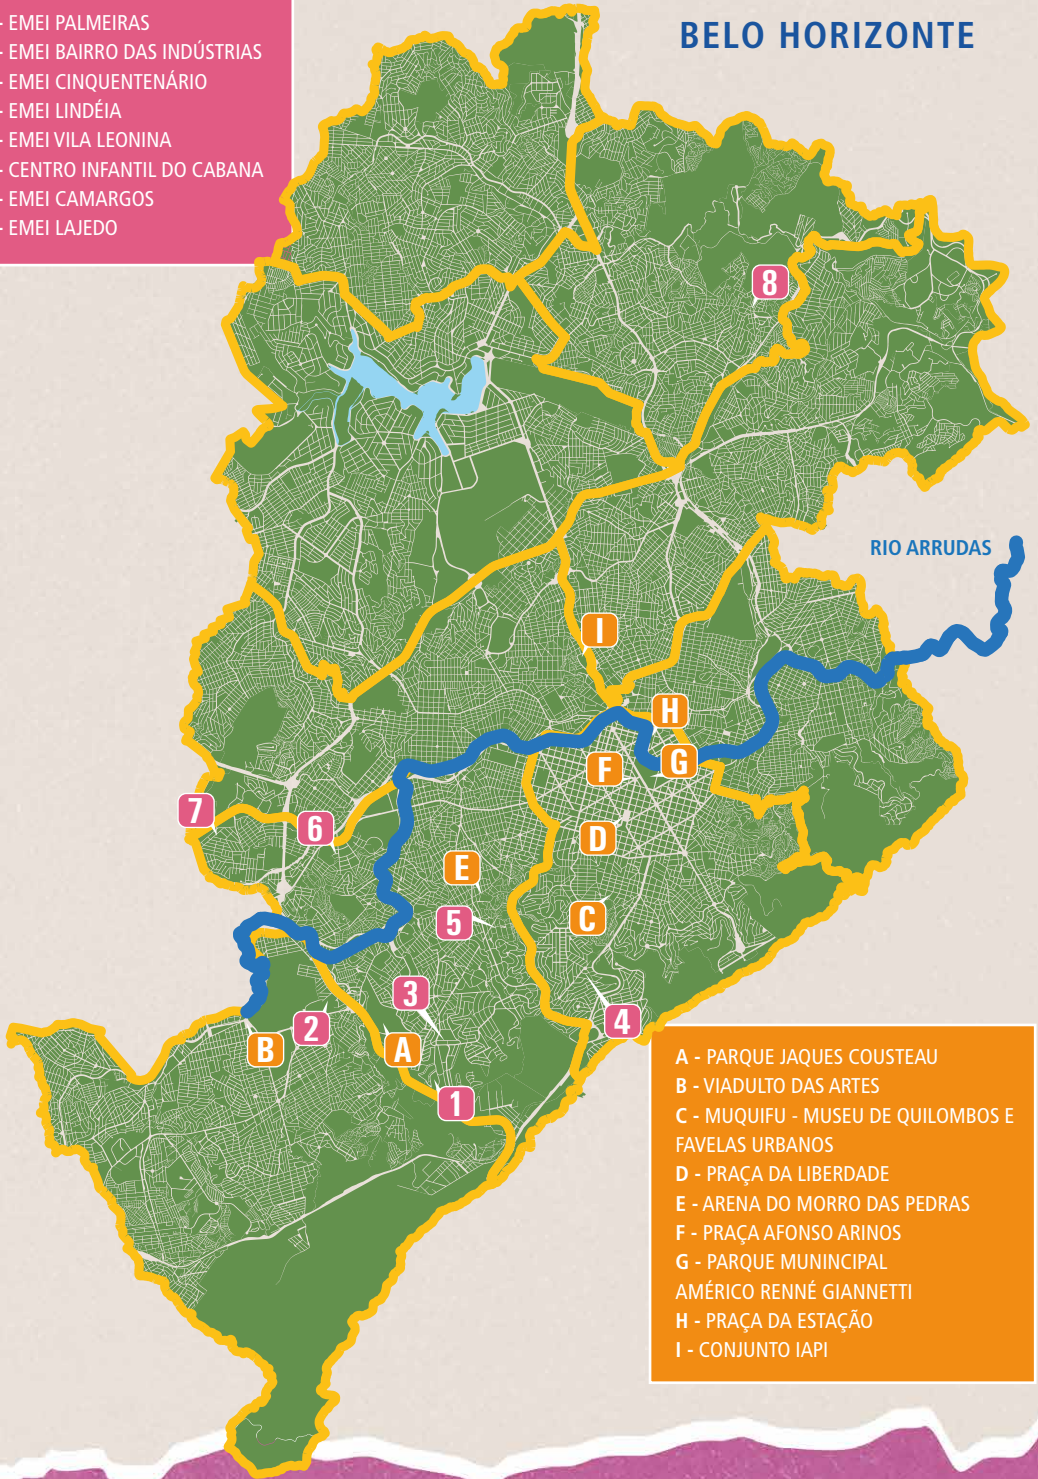 - EMEI PALMEIRAS
- EMEI BAIRRO DAS INDÚSTRIAS
- EMEI CINQUENTENÁRIO
- EMEI LINDÉIA
- EMEI VILA LEONINA
- CENTRO INFANTIL DO CABANA
- EMEI CAMARGOS
- EMEI LAJEDO
BELO HORIZONTE
8
RIO ARRUDAS
I
H
G
F
7
6
D
E
C
5
3
4
2
B
A
1
A - PARQUE JAQUES COUSTEAU
B - VIADULTO DAS ARTES
C - MUQUIFU - MUSEU DE QUILOMBOS E
FAVELAS URBANOS
D - PRAÇA DA LIBERDADE
E - ARENA DO MORRO DAS PEDRAS
F - PRAÇA AFONSO ARINOS
G - PARQUE MUNINCIPAL
AMÉRICO RENNÉ GIANNETTI
H - PRAÇA DA ESTAÇÃO
I - CONJUNTO IAPI